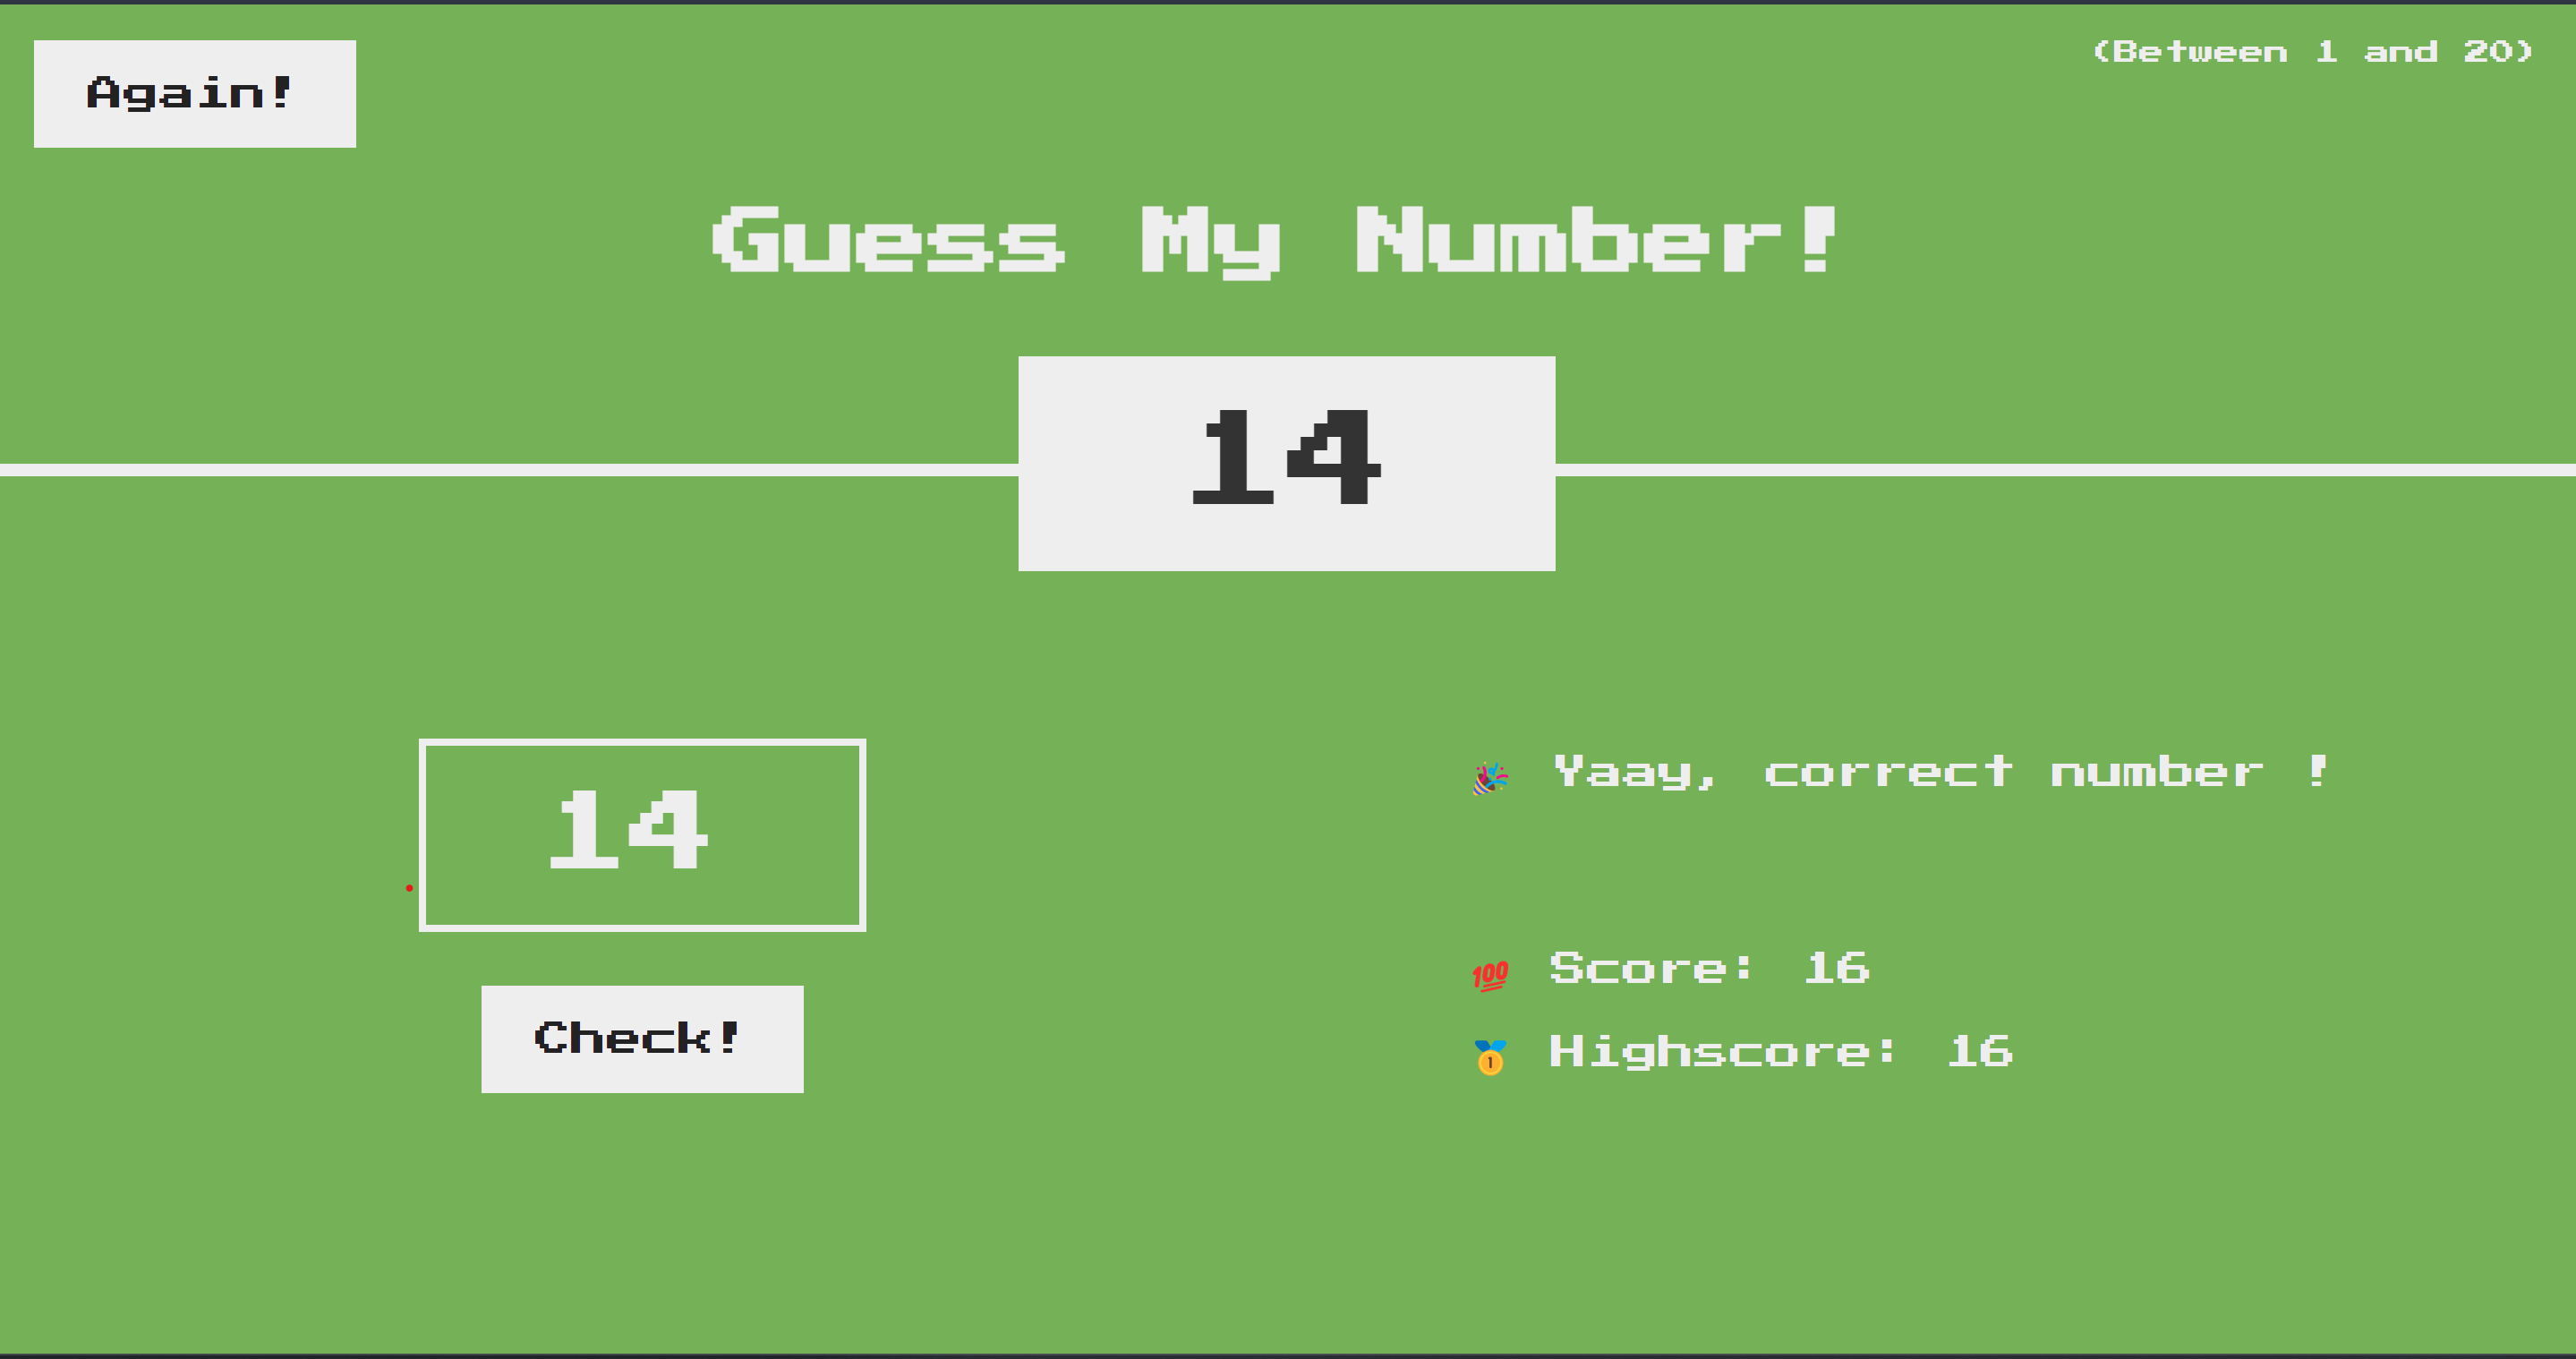 Again!
(Between 1 and 20)
Guess My Number!
14
14
Check!
🎉 Yaay, correct number !
💯 Score: 16
🥇 Highscore: 16